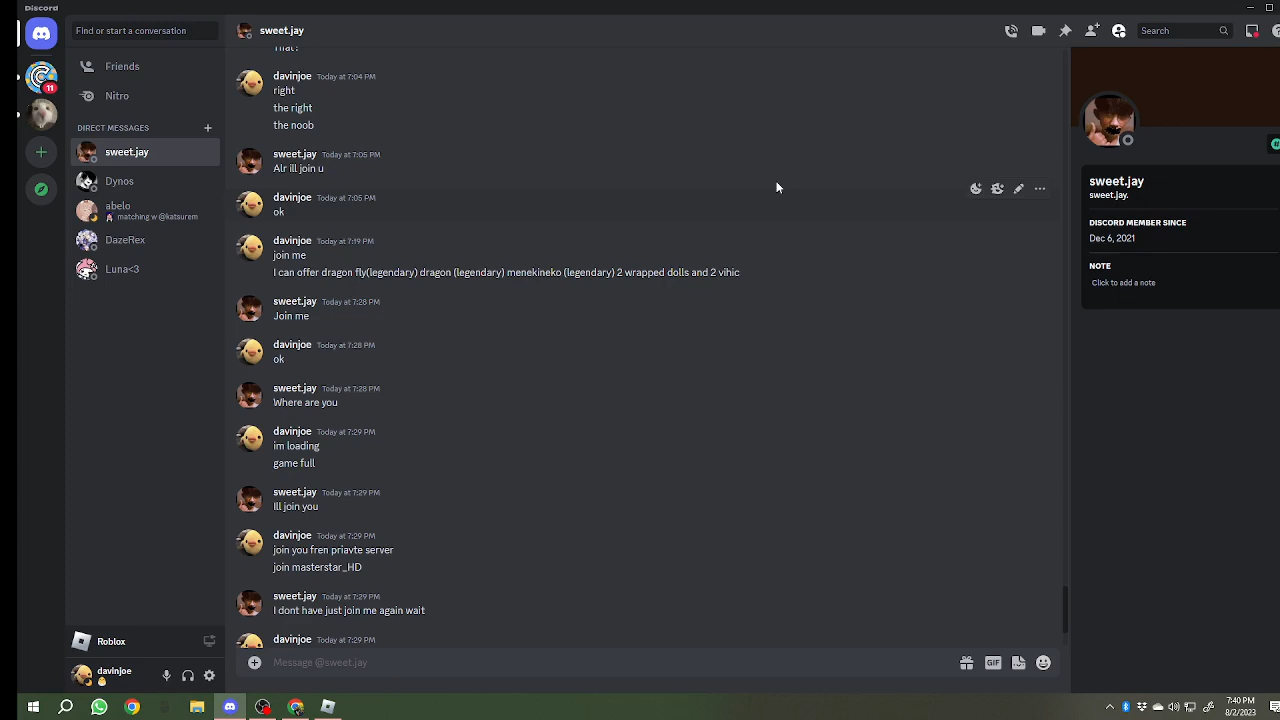 Discord
Find or start a conversation
sweet.jay
Search
Friends
Nitro
DIRECT MESSAGES
sweet.jay
Dynos
abelo
matching w @katsurem
DazeRex
Luna<3
11
That?
davinjoe Today at 7:04 PM
right
the right
the noob
sweet.jay Today at 7:05 PM
Alr ill join u
davinjoe Today at 7:05 PM
ok
davinjoe Today at 7:19 PM
join me
I can offer dragon fly(legendary) dragon (legendary) menekineko (legendary) 2 wrapped dolls and 2 vihic
sweet.jay Today at 7:28 PM
Join me
davinjoe Today at 7:28 PM
ok
sweet.jay Today at 7:28 PM
Where are you
davinjoe Today at 7:29 PM
im loading
game full
sweet.jay Today at 7:29 PM
Ill join you
davinjoe Today at 7:29 PM
join you fren priavte server
join masterstar_HD
sweet.jay Today at 7:29 PM
I dont have just join me again wait
davinjoe Today at 7:29 PM
Message @sweet.jay
GIF
sweet.jay
sweet.jay.
DISCORD MEMBER SINCE
Dec 6, 2021
NOTE
Click to add a note
Roblox
davinjoe
7:40 PM
8/2/2023